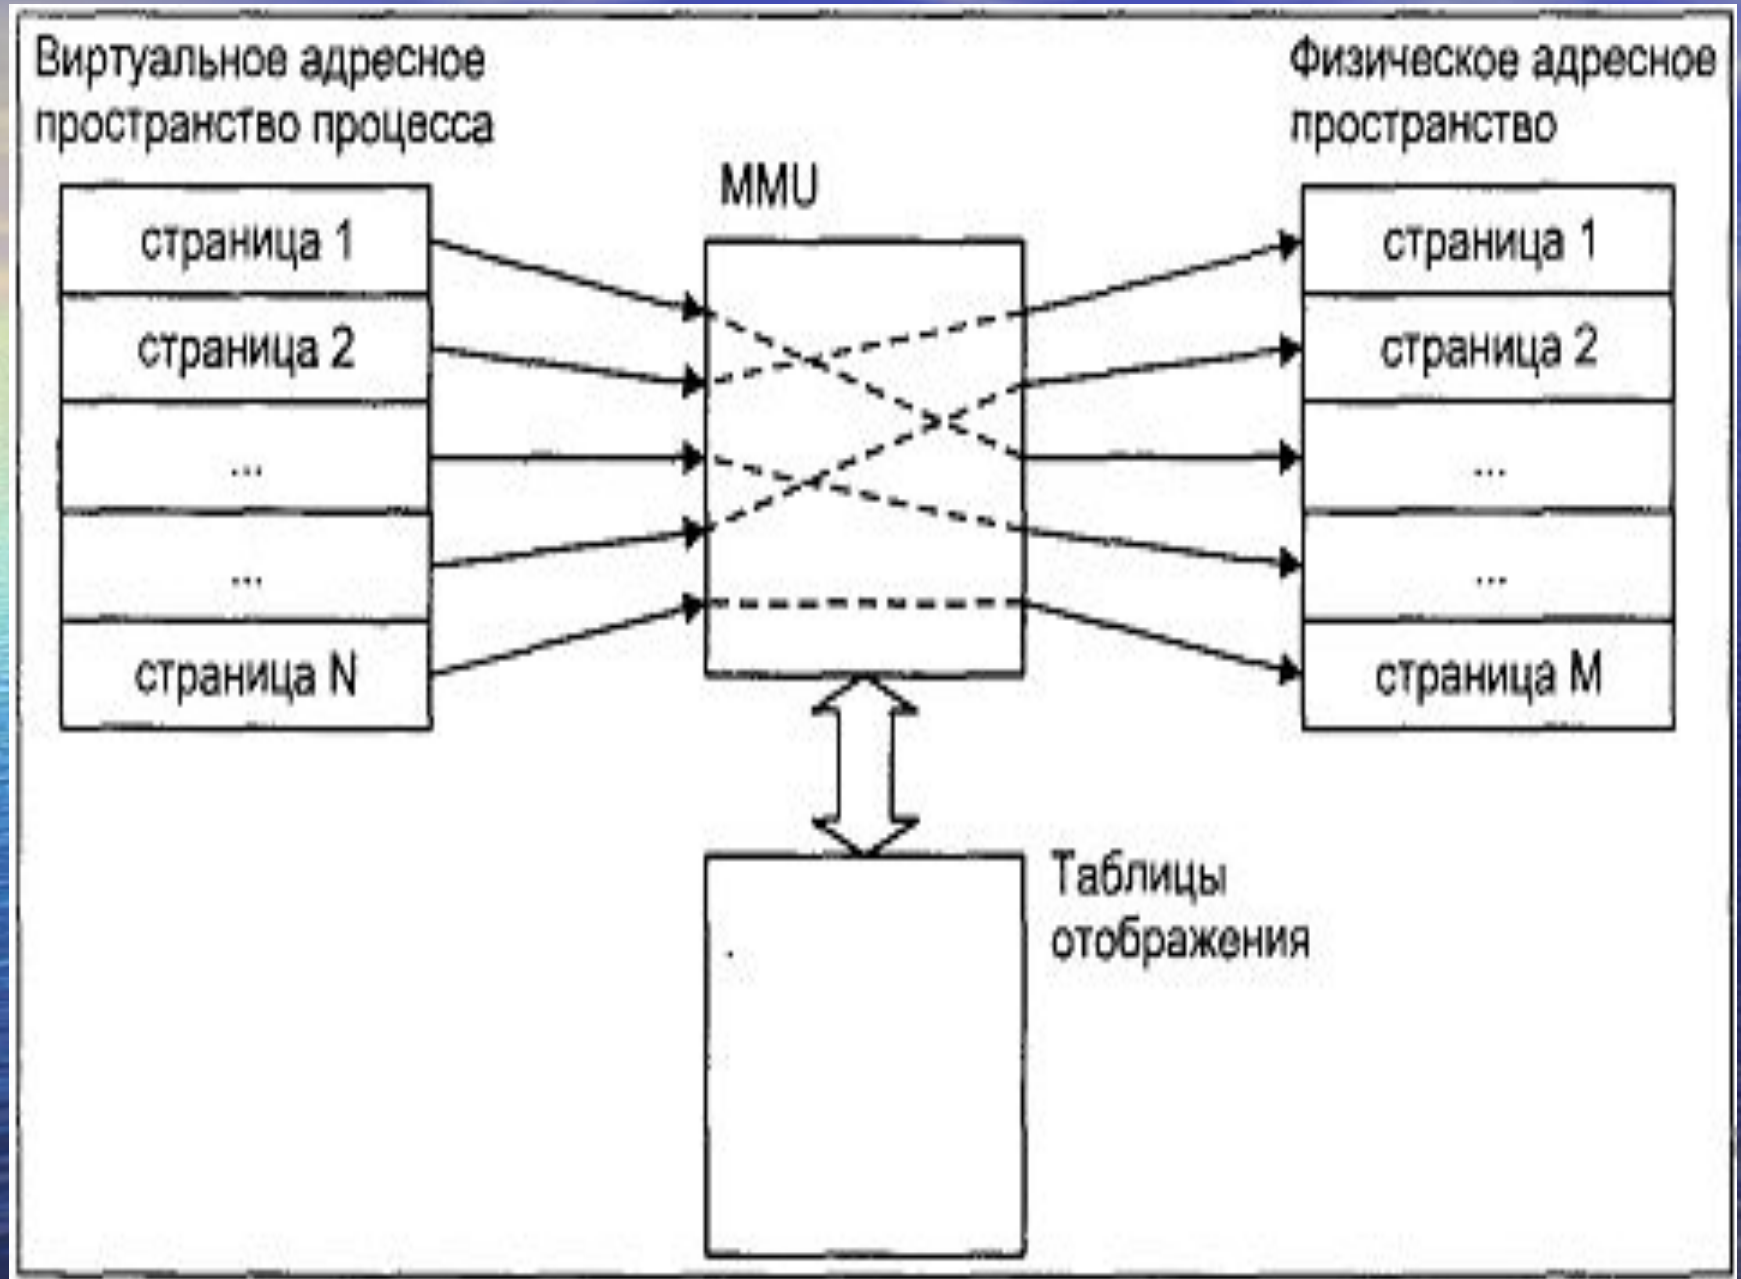 Виртуальное адресное
пространство процесса
Физическое адресное
пространство
MMU
страница 1
страница 2
...
...
страница N
страница 1
страница 2
...
...
страница M
Таблицы
отображения